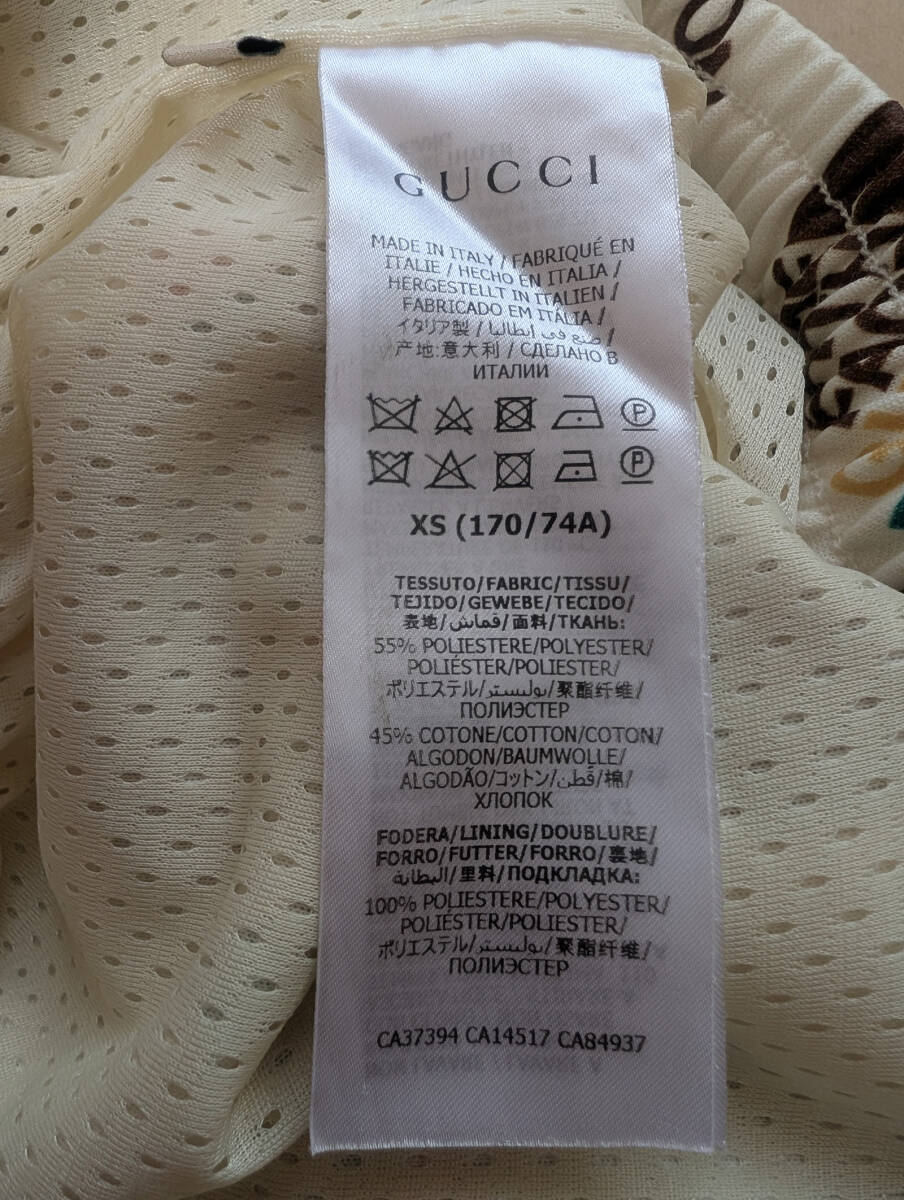 GUCCI
MADE IN ITALY / FABRIQUÉ EN
ITALIE / HECHO EN ITALIA /
HERGESTELLT IN ITALIEN /
FABRICADO EM ITÁLIA /
イタリア製 / صنع في إيطاليا /
产地:意大利 / СДЕЛАНО В
ИТАЛИИ
P
P
XS (170/74A)
TESSUTO/FABRIC/TISSU/
TEJIDO/GEWEBE/TECIDO/
表地/قماش/面料/ТКАНЬ:
55% POLIESTERE/POLYESTER/
POLIÉSTER/POLIESTER/
ポリエステル/بوليستر/聚酯纤维/
ПОЛИЭСТЕР
45% COTONE/COTTON/COTON/
ALGODON/BAUMWOLLE/
ALGODÃO/コットン/قطن/棉/
ХЛОПОК
FODERA/LINING/DOUBLURE/
FORRO/FUTTER/FORRO/裏地/
البطانة/里料/ПОДКЛАДКА:
100% POLIESTERE/POLYESTER/
POLIÉSTER/POLIESTER/
ポリエステル/بوليستر/聚酯纤维/
ПОЛИЭСТЕР
CA37394 CA14517 CA84937